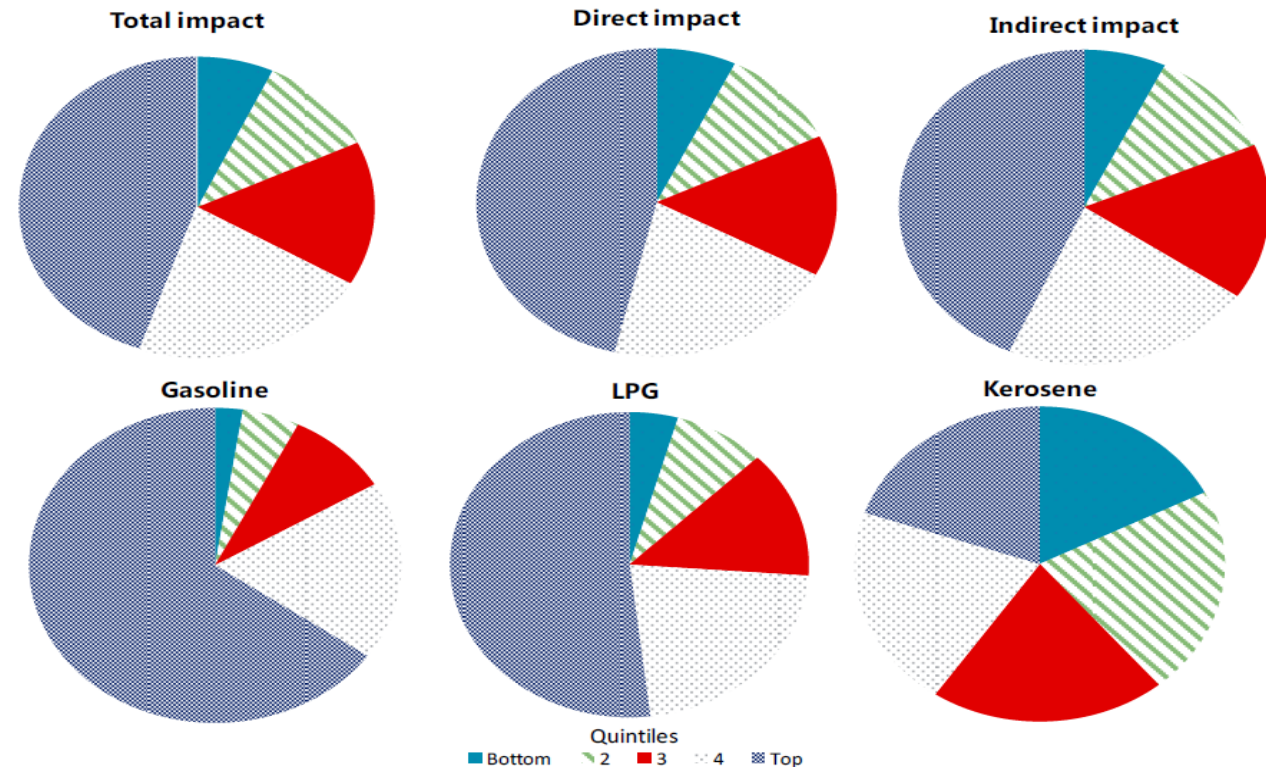 Total impact
Direct impact
Indirect impact
Gasoline
LPG
Kerosene
Quintiles
Bottom 2 3 4 Top